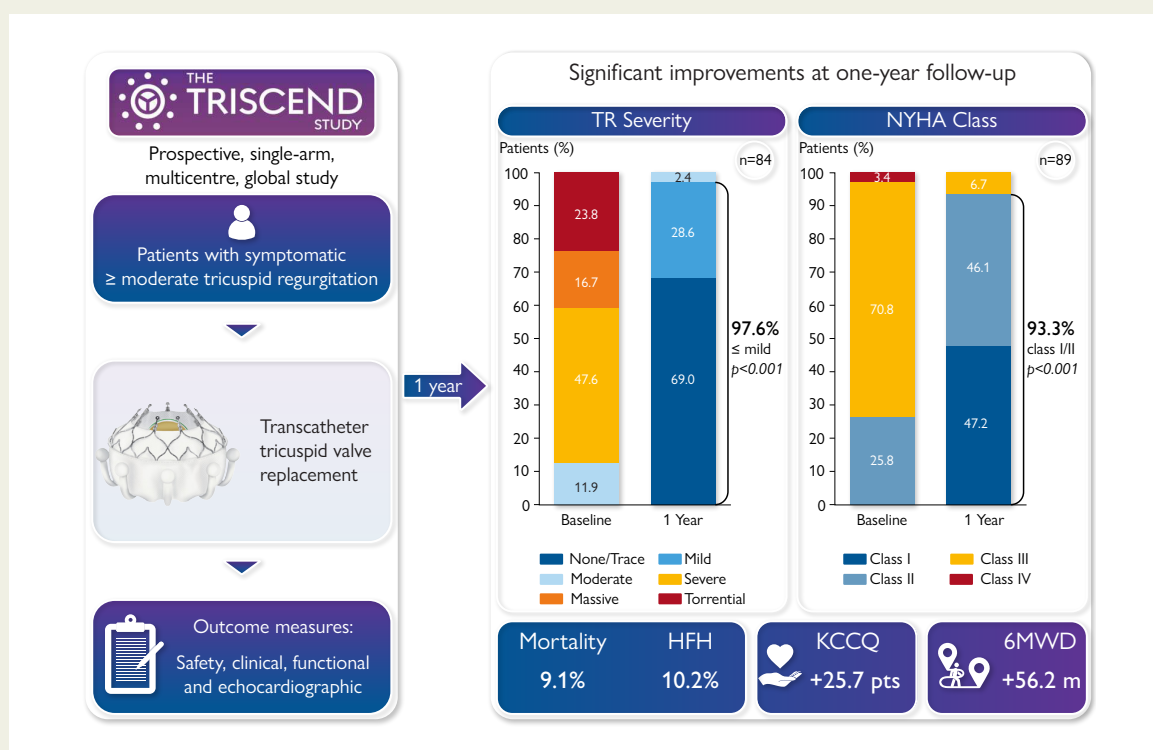 THE
TRISCEND
STUDY
Prospective, single-arm,
multicentre, global study
Patients with symptomatic
≥ moderate tricuspid regurgitation
Transcatheter
tricuspid valve
replacement
Outcome measures:
Safety, clinical, functional
and echocardiographic
1 year
Significant improvements at one-year follow-up
TR Severity
Patients (%)
n=84
100
90
80
70
60
50
40
30
20
10
0
23.8
16.7
47.6
11.9
2.4
28.6
69.0
97.6%
≤ mild
p<0.001
Baseline
1 Year
None/Trace
Mild
Moderate
Severe
Massive
Torrential
NYHA Class
Patients (%)
n=89
100
90
80
70
60
50
40
30
20
10
0
3.4
70.8
25.8
6.7
46.1
47.2
93.3%
class I/II
p<0.001
Baseline
1 Year
Class I
Class III
Class II
Class IV
Mortality
9.1%
HFH
10.2%
KCCQ
+25.7 pts
6MWD
+56.2 m